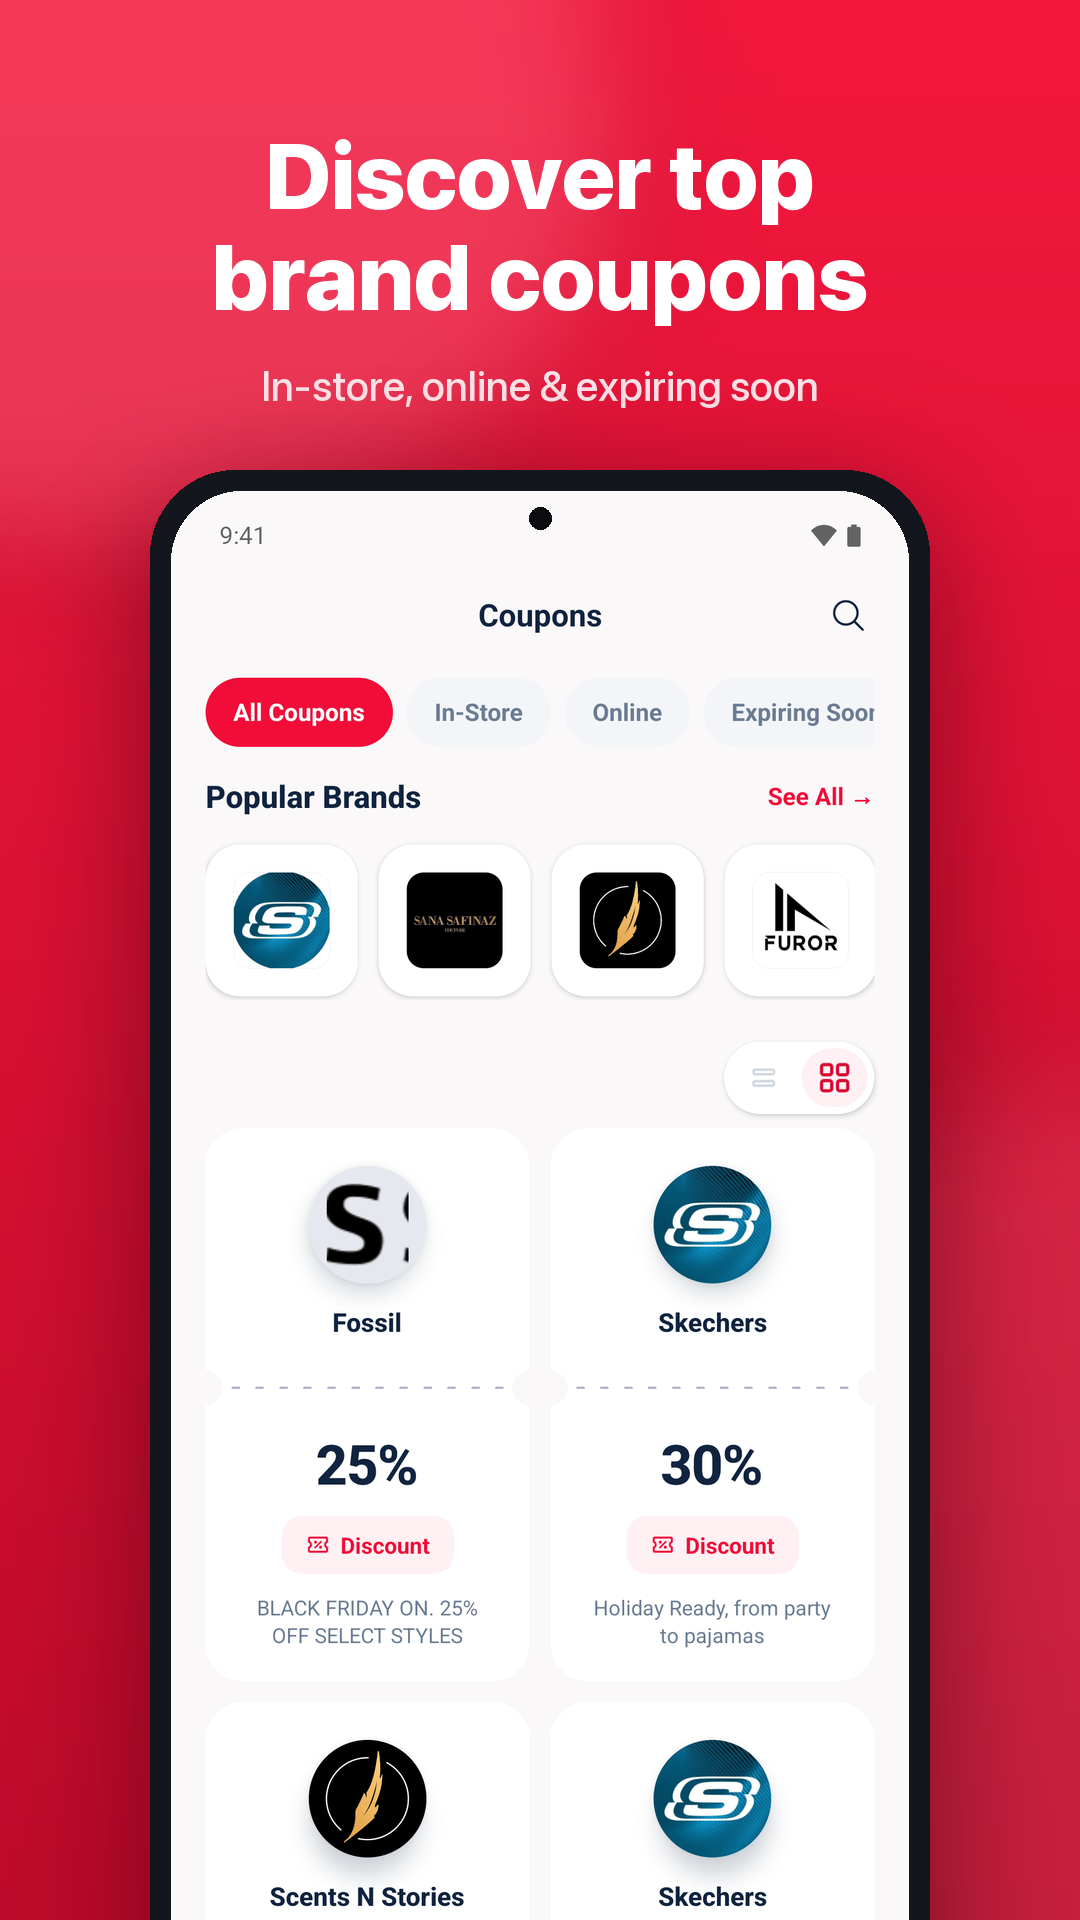 Discover top
brand coupons
In-store, online & expiring soon
9:41
Coupons
All Coupons
In-Store
Online
Expiring Soon
Popular Brands
See All →
SANA SAFINAZ
COUTURE
FUROR
Fossil
Skechers
25%
30%
Discount
Discount
BLACK FRIDAY ON. 25%
OFF SELECT STYLES
Holiday Ready, from party
to pajamas
Scents N Stories
Skechers